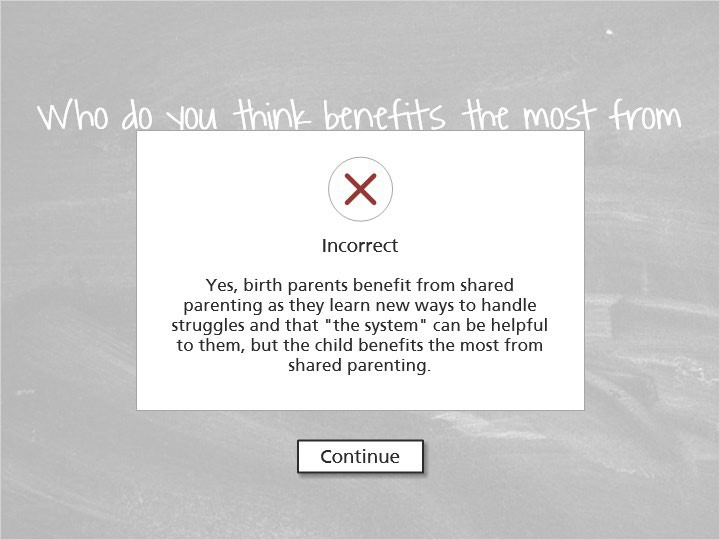 Who do you think benefits the most from
Incorrect
Yes, birth parents benefit from shared
parenting as they learn new ways to handle
struggles and that "the system" can be helpful
to them, but the child benefits the most from
shared parenting.
Continue